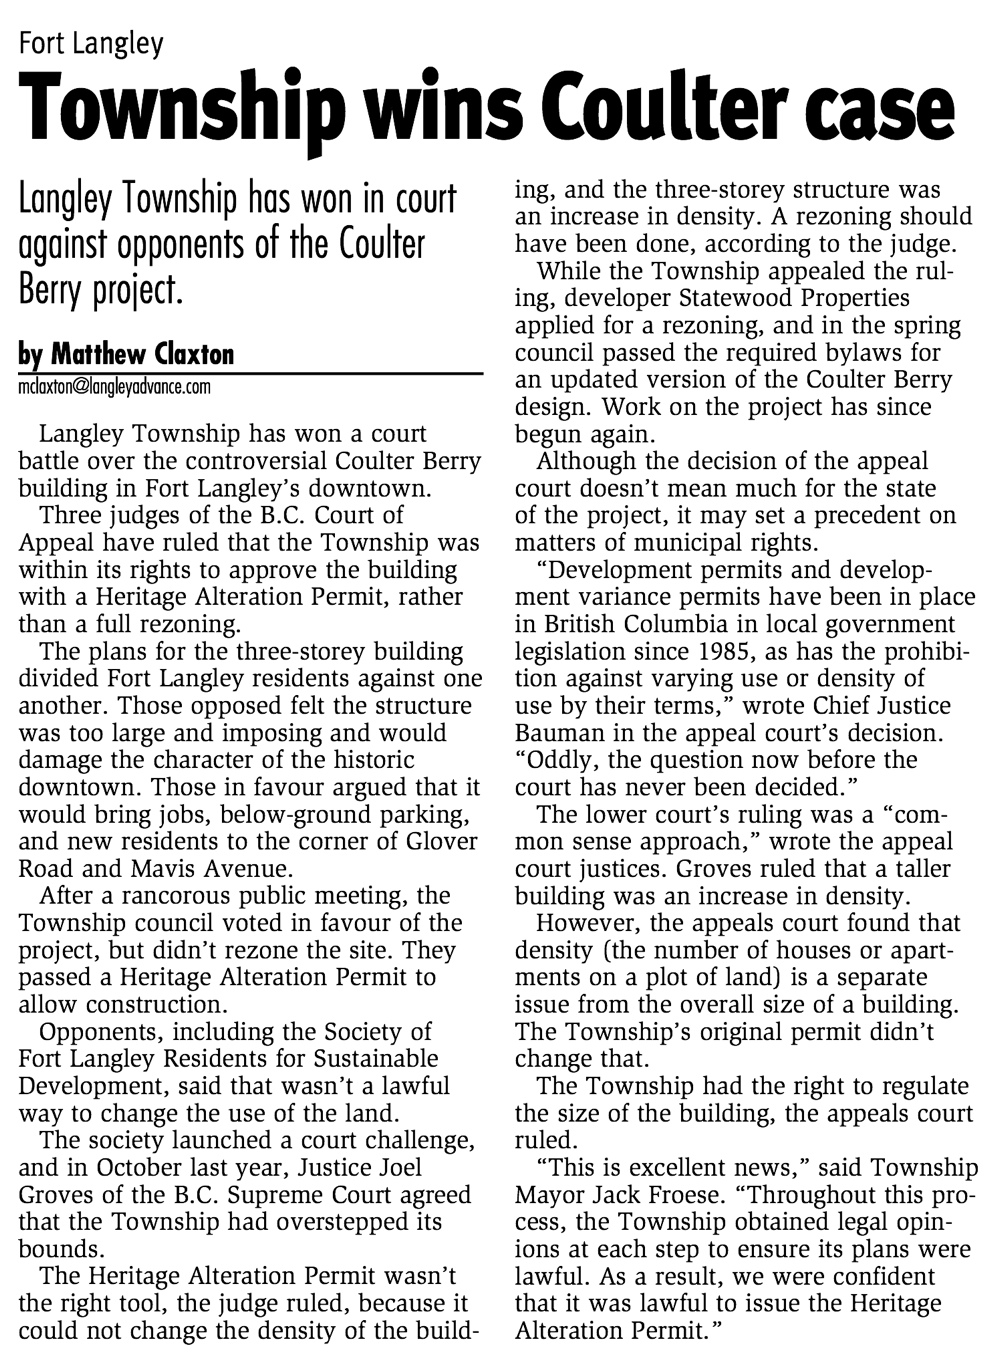 Fort Langley
Township wins Coulter case
Langley Township has won in court
against opponents of the Coulter
Berry project.
by Matthew Claxton
mclaxton@langleyadvance.com
Langley Township has won a court
battle over the controversial Coulter Berry
building in Fort Langley's downtown.
Three judges of the B.C. Court of
Appeal have ruled that the Township was
within its rights to approve the building
with a Heritage Alteration Permit, rather
than a full rezoning.
The plans for the three-storey building
divided Fort Langley residents against one
another. Those opposed felt the structure
was too large and imposing and would
damage the character of the historic
downtown. Those in favour argued that it
would bring jobs, below-ground parking,
and new residents to the corner of Glover
Road and Mavis Avenue.
After a rancorous public meeting, the
Township council voted in favour of the
project, but didn't rezone the site. They
passed a Heritage Alteration Permit to
allow construction.
Opponents, including the Society of
Fort Langley Residents for Sustainable
Development, said that wasn't a lawful
way to change the use of the land.
The society launched a court challenge,
and in October last year, Justice Joel
Groves of the B.C. Supreme Court agreed
that the Township had overstepped its
bounds.
The Heritage Alteration Permit wasn't
the right tool, the judge ruled, because it
could not change the density of the build-
ing, and the three-storey structure was
an increase in density. A rezoning should
have been done, according to the judge.
While the Township appealed the rul-
ing, developer Statewood Properties
applied for a rezoning, and in the spring
council passed the required bylaws for
an updated version of the Coulter Berry
design. Work on the project has since
begun again.
Although the decision of the appeal
court doesn't mean much for the state
of the project, it may set a precedent on
matters of municipal rights.
"Development permits and develop-
ment variance permits have been in place
in British Columbia in local government
legislation since 1985, as has the prohibi-
tion against varying use or density of
use by their terms," wrote Chief Justice
Bauman in the appeal court's decision.
"Oddly, the question now before the
court has never been decided."
The lower court's ruling was a "com-
mon sense approach," wrote the appeal
court justices. Groves ruled that a taller
building was an increase in density.
However, the appeals court found that
density (the number of houses or apart-
ments on a plot of land) is a separate
issue from the overall size of a building.
The Township's original permit didn't
change that.
The Township had the right to regulate
the size of the building, the appeals court
ruled.
"This is excellent news," said Township
Mayor Jack Froese. "Throughout this pro-
cess, the Township obtained legal opin-
ions at each step to ensure its plans were
lawful. As a result, we were confident
that it was lawful to issue the Heritage
Alteration Permit."